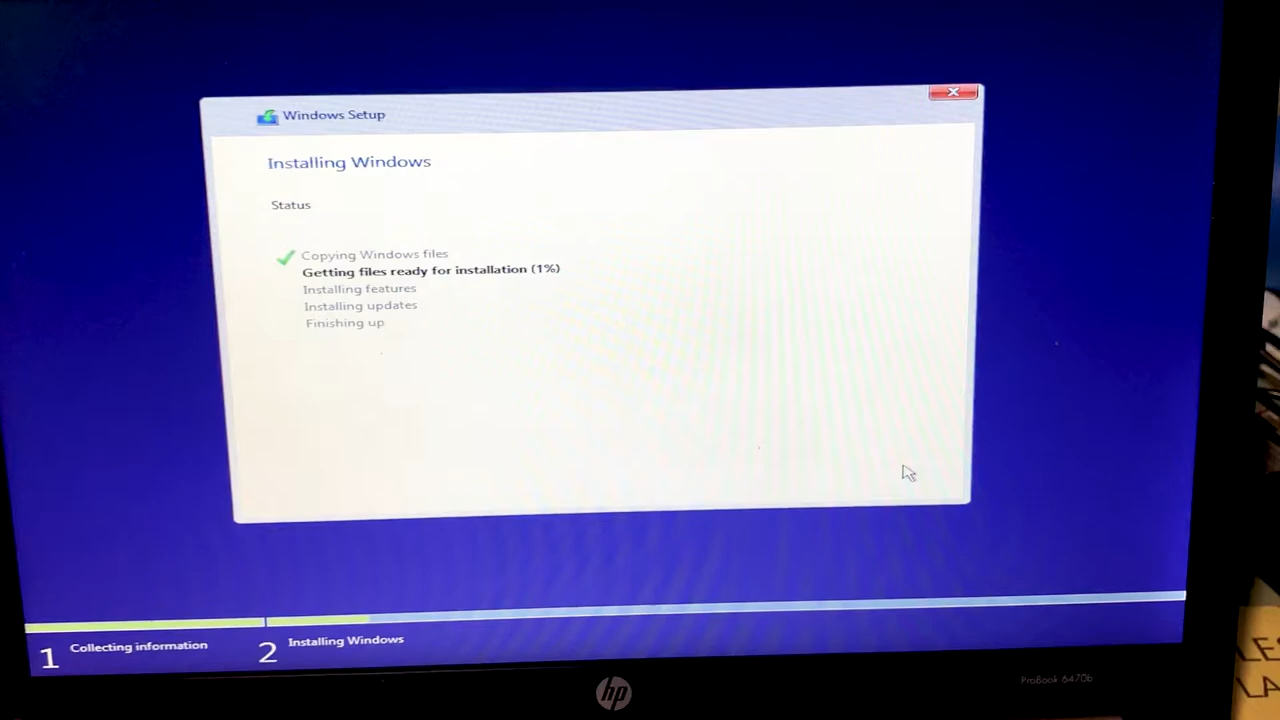 Windows Setup
Installing Windows
Status
Copying Windows files
Getting files ready for installation (1%)
Installing features
Installing updates
Finishing up
1 Collecting information
2 Installing Windows
hp
ProBook 6470b